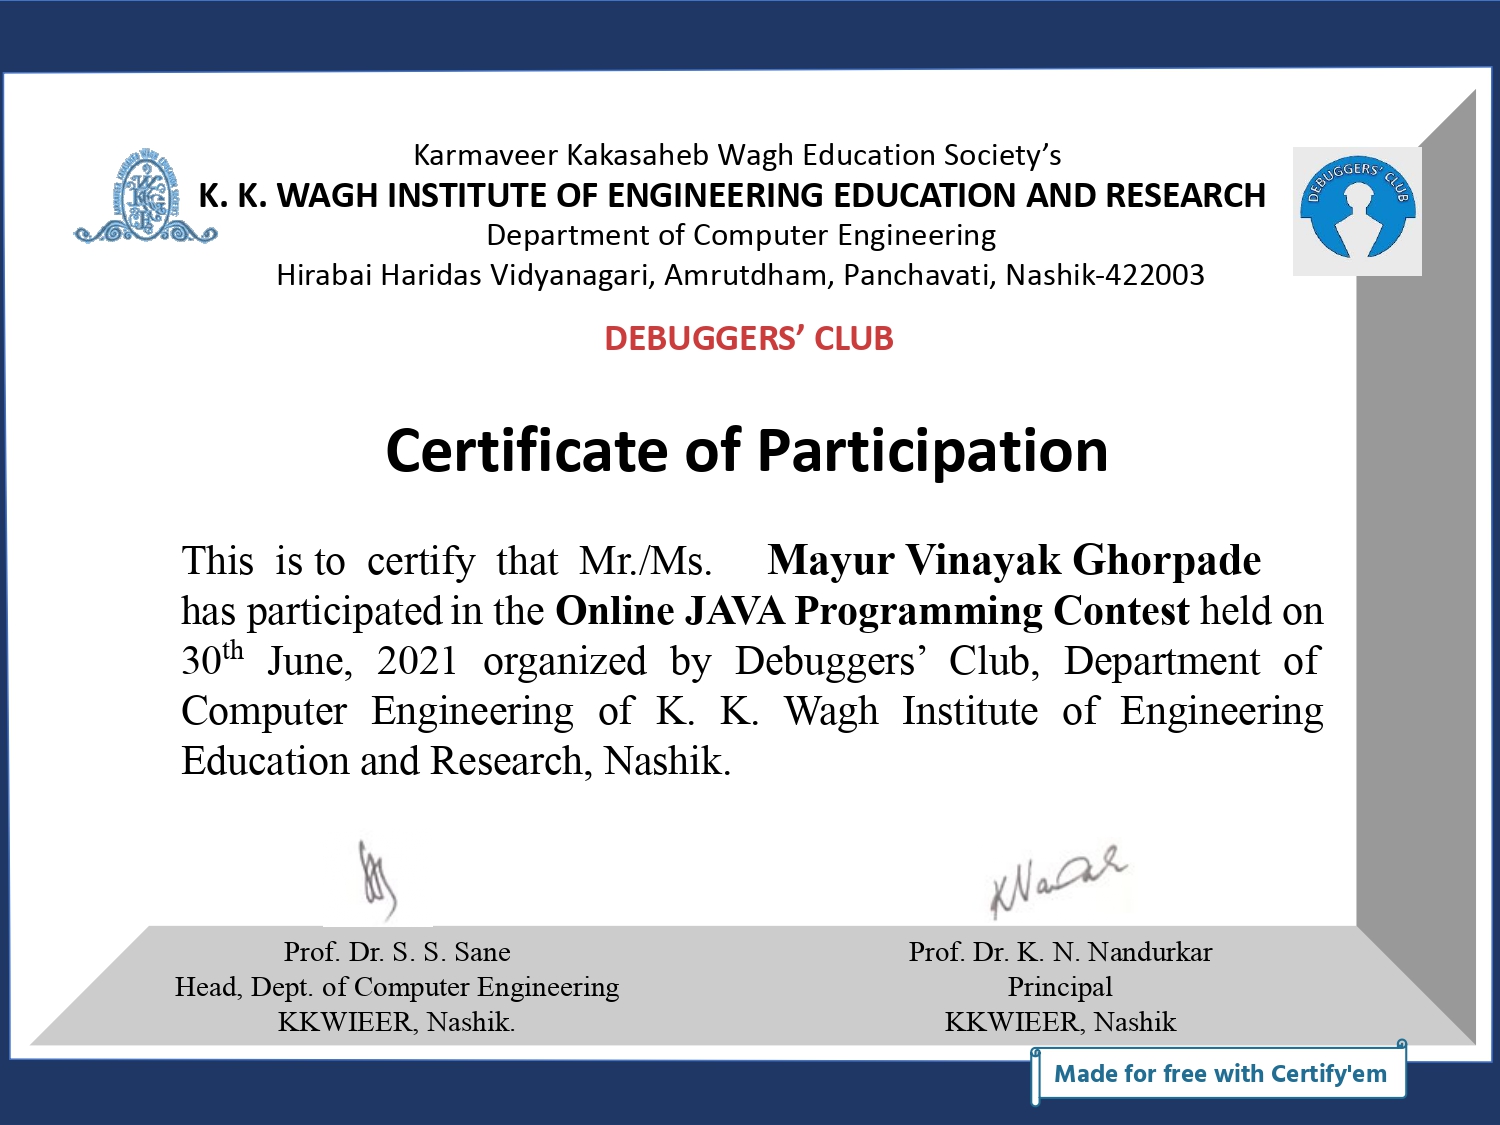 Karmaveer Kakasaheb Wagh Education Society’s
K. K. WAGH INSTITUTE OF ENGINEERING EDUCATION AND RESEARCH
Department of Computer Engineering
Hirabai Haridas Vidyanagari, Amrutdham, Panchavati, Nashik-422003
DEBUGGERS' CLUB
DEBUGGERS’ CLUB
Certificate of Participation
This is to certify that Mr./Ms. Mayur Vinayak Ghorpade
has participated in the Online JAVA Programming Contest held on
30th June, 2021 organized by Debuggers’ Club, Department of
Computer Engineering of K. K. Wagh Institute of Engineering
Education and Research, Nashik.
Prof. Dr. S. S. Sane
Head, Dept. of Computer Engineering
KKWIEER, Nashik.
Prof. Dr. K. N. Nandurkar
Principal
KKWIEER, Nashik
Made for free with Certify'em